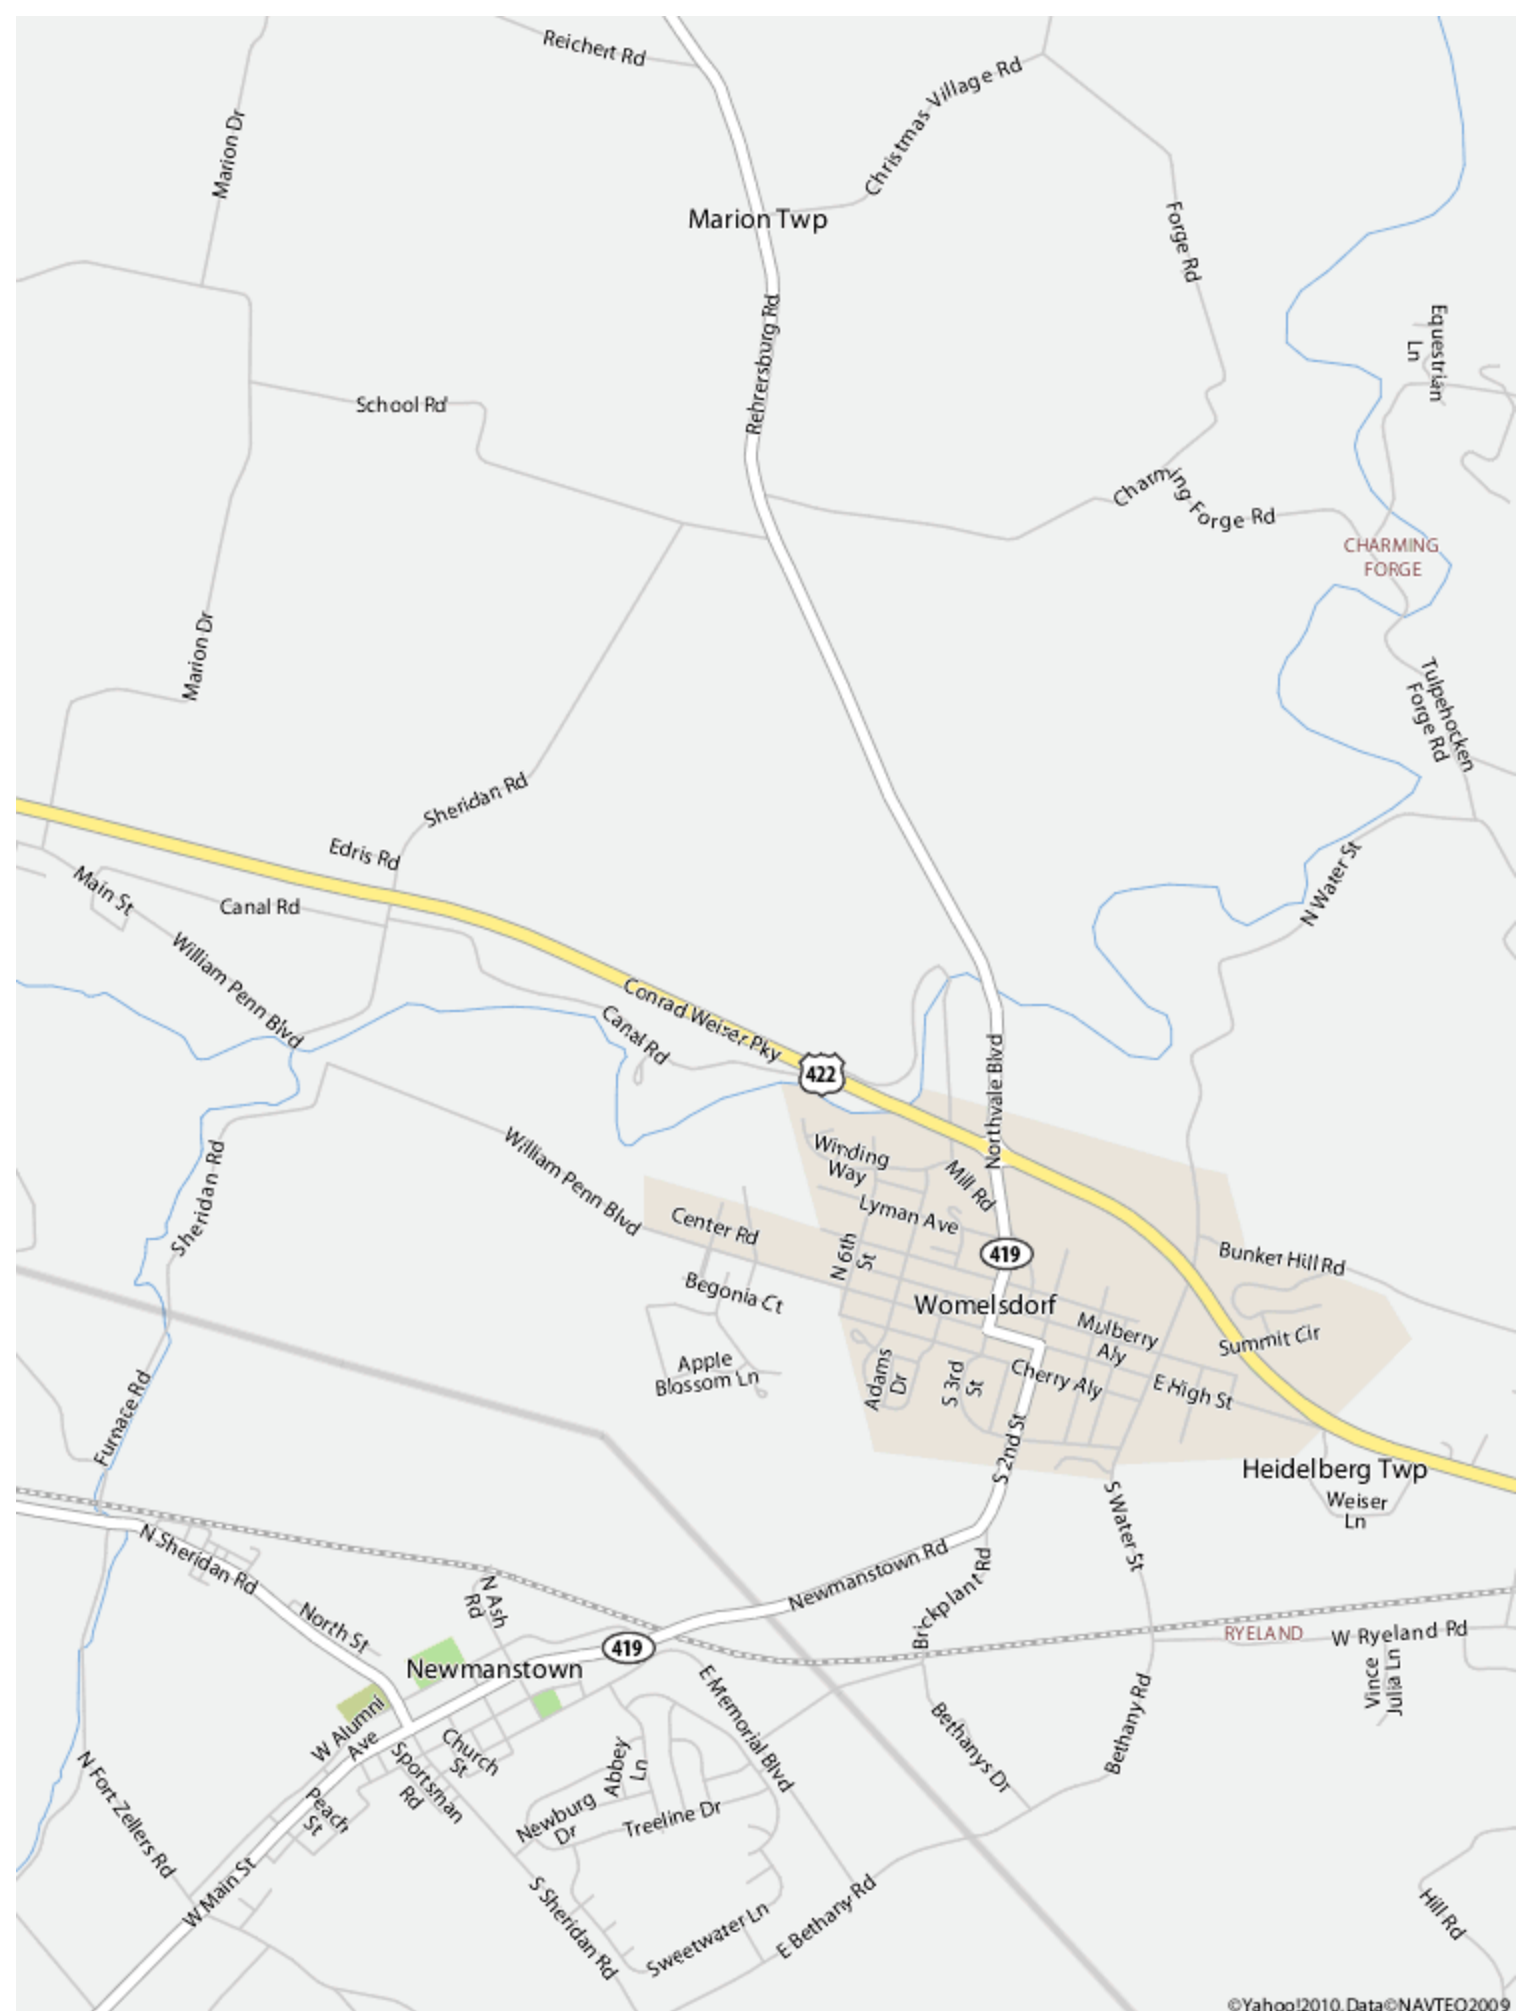 Reichert Rd
Christmas Village Rd
Marion Dr
Marion Twp
Forge Rd
Rehrersburg Rd
Equestrian
Ln
School Rd
Charming Forge Rd
CHARMING
FORGE
Marion Dr
Tulpehocken
Forge Rd
Sheridan Rd
Edris Rd
Main St
Canal Rd
N Water St
William Penn Blvd
Conrad Weiser Pky
Canal Rd
422
Northvale Blvd
William Penn Blvd
Winding
Way
Mill Rd
Sheridan Rd
Lyman Ave
Center Rd
N 6th
St
419
Bunker Hill Rd
Begonia Ct
Womelsdorf
Mulberry
Aly
Summit Cir
Apple
Blossom Ln
Adams
Dr
S 3rd
St
Cherry Aly
E High St
Furnace Rd
S 2nd St
Heidelberg Twp
Weiser
Ln
S Water St
N Sheridan Rd
Newmanstown Rd
Brickplant Rd
N Ash
Rd
North St
419
RYELAND
W Ryeland Rd
Newmanstown
Vince
Julia Ln
E Memorial Blvd
W Alumni
Ave
Church
St
Sportsman
Rd
Abbey
Ln
Bethanys Dr
Bethany Rd
N Fort Zellers Rd
Peach
St
Newburg
Dr
Treeline Dr
W Main St
S Sheridan Rd
Sweetwater Ln
E Bethany Rd
Hill Rd
©Yahoo!2010, Data©NAVTEQ2009